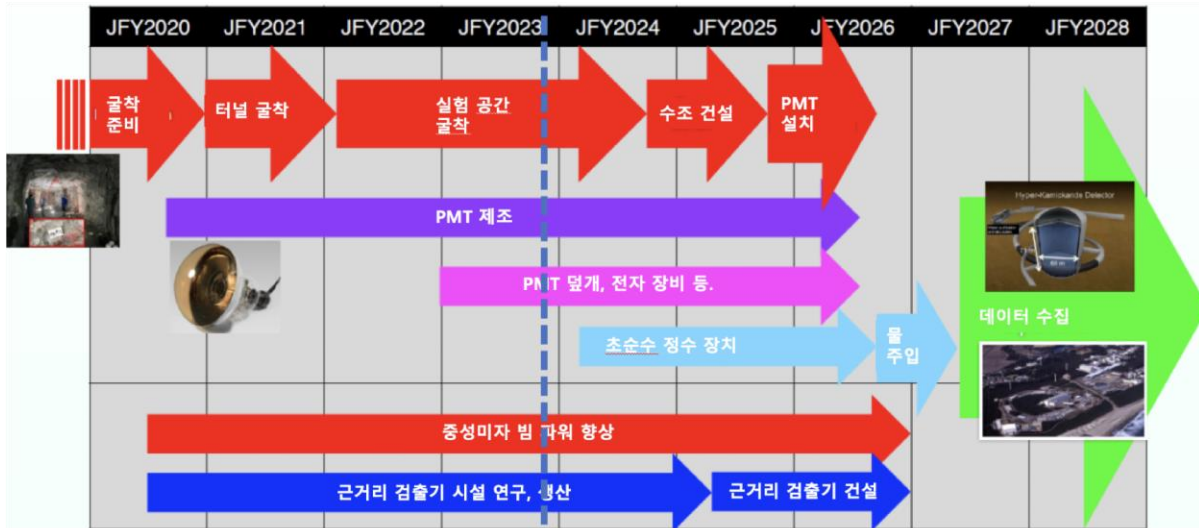 JFY2020 JFY2021 JFY2022 JFY2023 JFY2024 JFY2025 JFY2026 JFY2027 JFY2028
굴착
준비
터널 굴착
실험 공간
굴착
수조 건설
PMT
설치
PMT 제조
PMT 덮개, 전자 장비 등.
초순수 정수 장치
물
주입
Hyper-Kamiokande Detector
데이터 수집
중성미자 빔 파워 향상
근거리 검출기 시설 연구, 생산
근거리 검출기 건설